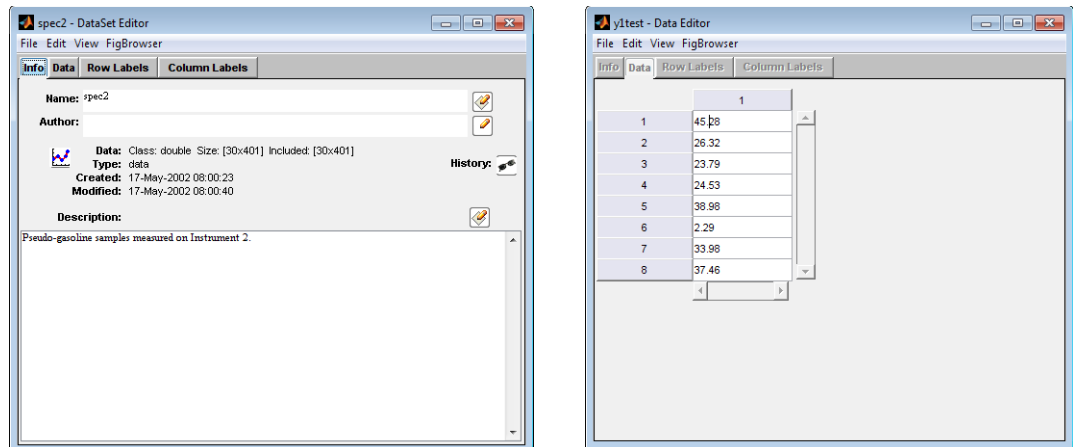 spec2 - DataSet Editor
File Edit View FigBrowser
Info Data Row Labels Column Labels
Name: spec2
Author:
Data: Class: double Size: [30x401] Included: [30x401]
Type: data
History:
Created: 17-May-2002 08:00:23
Modified: 17-May-2002 08:00:40
Description:
Pseudo-gasoline samples measured on Instrument 2.
y1test - Data Editor
File Edit View FigBrowser
Info Data Row Labels Column Labels
1
1 45.28
2 26.32
3 23.79
4 24.53
5 38.98
6 2.29
7 33.98
8 37.46